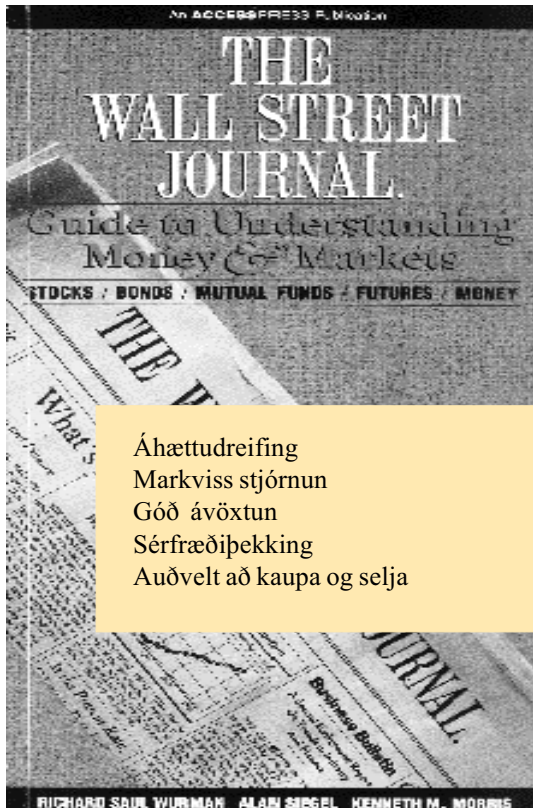 An ACCESSPRESS Publication
THE
WALL STREET
JOURNAL.
Guide to Understanding
Money & Markets
STOCKS / BONDS / MUTUAL FUNDS / FUTURES / MONEY
THE W
What's
Áhættudreifing
Markviss stjórnun
Góð ávöxtun
Sérfræðiþekking
Auðvelt að kaupa og selja
JOURNAL.
Business Bulletin
RICHARD SAUL WURMAN ALAN SIEGEL KENNETH M. MORRIS